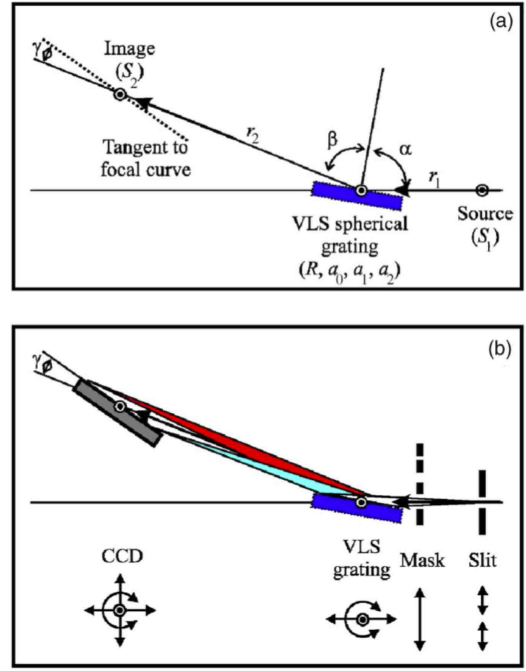 (a)
γ
Image
(S₂)
Tangent to
focal curve
r₂
β
α
r₁
VLS spherical
grating
(R, a₀, a₁, a₂)
Source
(S₁)
(b)
γ
CCD
VLS
grating
Mask
Slit